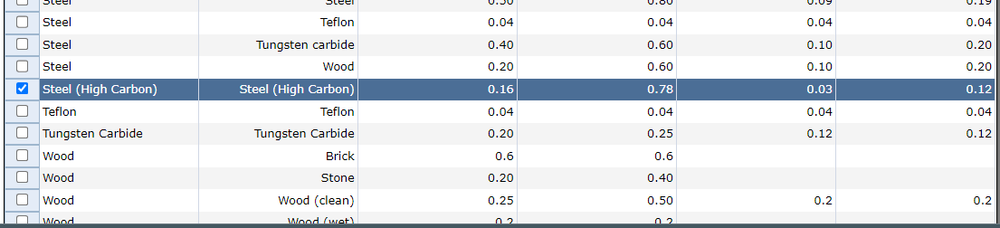 Steel Steel 0.50 0.80 0.09 0.19
Steel Teflon 0.04 0.04 0.04 0.04
Steel Tungsten carbide 0.40 0.60 0.10 0.20
Steel Wood 0.20 0.60 0.10 0.20
Steel (High Carbon) Steel (High Carbon) 0.16 0.78 0.03 0.12
Teflon Teflon 0.04 0.04 0.04 0.04
Tungsten Carbide Tungsten Carbide 0.20 0.25 0.12 0.12
Wood Brick 0.6 0.6
Wood Stone 0.20 0.40
Wood Wood (clean) 0.25 0.50 0.2 0.2
Wood Wood (wet) 0.2 0.2